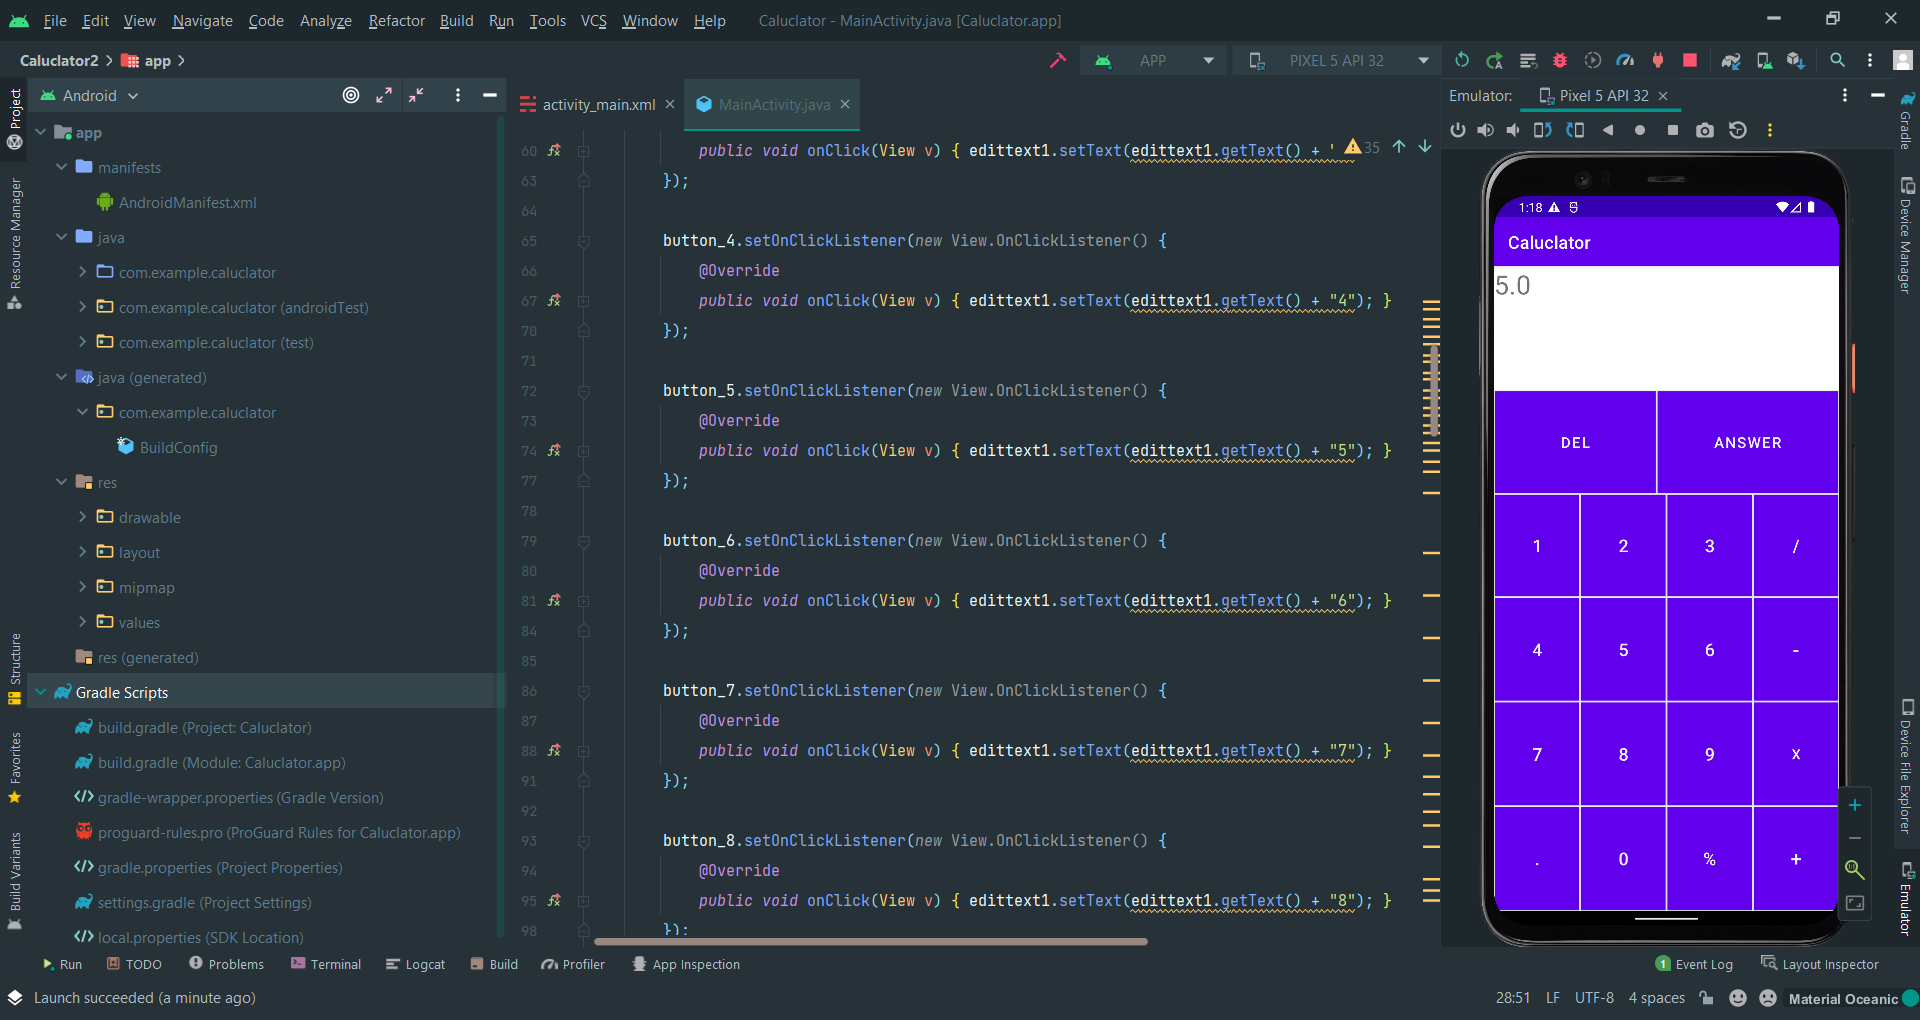 File Edit View Navigate Code Analyze Refactor Build Run Tools VCS Window Help Caluclator - MainActivity.java [Caluclator.app]
Caluclator2 app APP PIXEL 5 API 32
Project
Resource Manager
Structure
Favorites
Build Variants
Android
app
manifests
AndroidManifest.xml
java
com.example.caluclator
com.example.caluclator (androidTest)
com.example.caluclator (test)
java (generated)
com.example.caluclator
BuildConfig
res
drawable
layout
mipmap
values
res (generated)
Gradle Scripts
build.gradle (Project: Caluclator)
build.gradle (Module: Caluclator.app)
gradle-wrapper.properties (Gradle Version)
proguard-rules.pro (ProGuard Rules for Caluclator.app)
gradle.properties (Project Properties)
settings.gradle (Project Settings)
local.properties (SDK Location)
activity_main.xml MainActivity.java
35
60 public void onClick(View v) { edittext1.setText(edittext1.getText() + "
63 });
64
65 button_4.setOnClickListener(new View.OnClickListener() {
66 @Override
67 public void onClick(View v) { edittext1.setText(edittext1.getText() + "4"); }
70 });
71
72 button_5.setOnClickListener(new View.OnClickListener() {
73 @Override
74 public void onClick(View v) { edittext1.setText(edittext1.getText() + "5"); }
77 });
78
79 button_6.setOnClickListener(new View.OnClickListener() {
80 @Override
81 public void onClick(View v) { edittext1.setText(edittext1.getText() + "6"); }
84 });
85
86 button_7.setOnClickListener(new View.OnClickListener() {
87 @Override
88 public void onClick(View v) { edittext1.setText(edittext1.getText() + "7"); }
91 });
92
93 button_8.setOnClickListener(new View.OnClickListener() {
94 @Override
95 public void onClick(View v) { edittext1.setText(edittext1.getText() + "8"); }
98 });
Emulator: Pixel 5 API 32
1:18
Caluclator
5.0
DEL ANSWER
1 2 3 /
4 5 6 -
7 8 9 x
. 0 % +
1:1
Gradle
Device Manager
Device File Explorer
Emulator
Run TODO Problems Terminal Logcat Build Profiler App Inspection 1 Event Log Layout Inspector
Launch succeeded (a minute ago) 28:51 LF UTF-8 4 spaces Material Oceanic